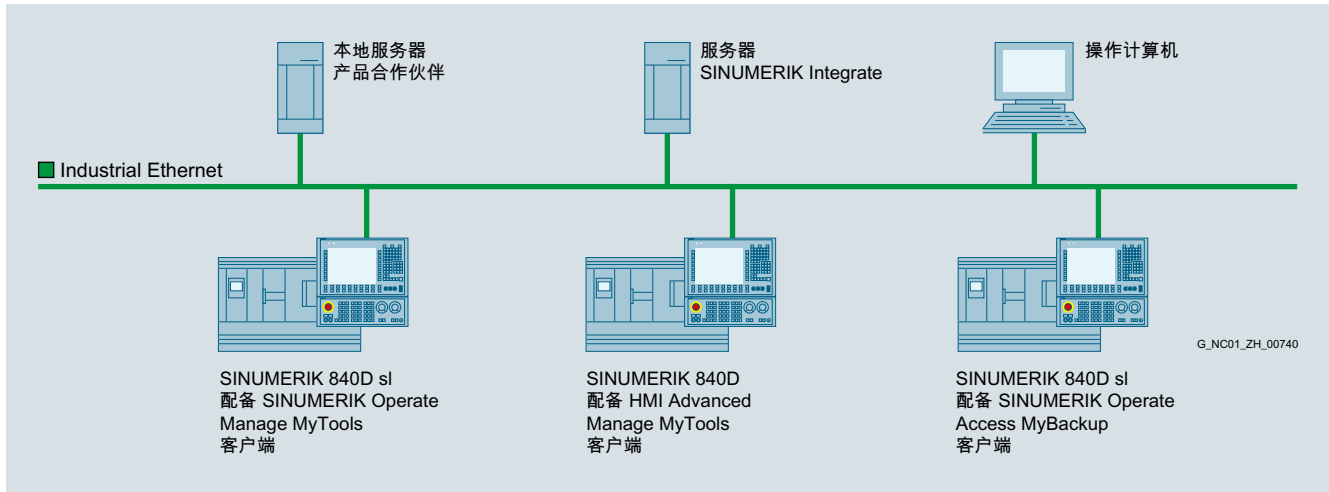 本地服务器
产品合作伙伴
服务器
SINUMERIK Integrate
操作计算机
Industrial Ethernet
G_NC01_ZH_00740
SINUMERIK 840D sl
配备 SINUMERIK Operate
Manage MyTools
客户端
SINUMERIK 840D
配备 HMI Advanced
Manage MyTools
客户端
SINUMERIK 840D sl
配备 SINUMERIK Operate
Access MyBackup
客户端